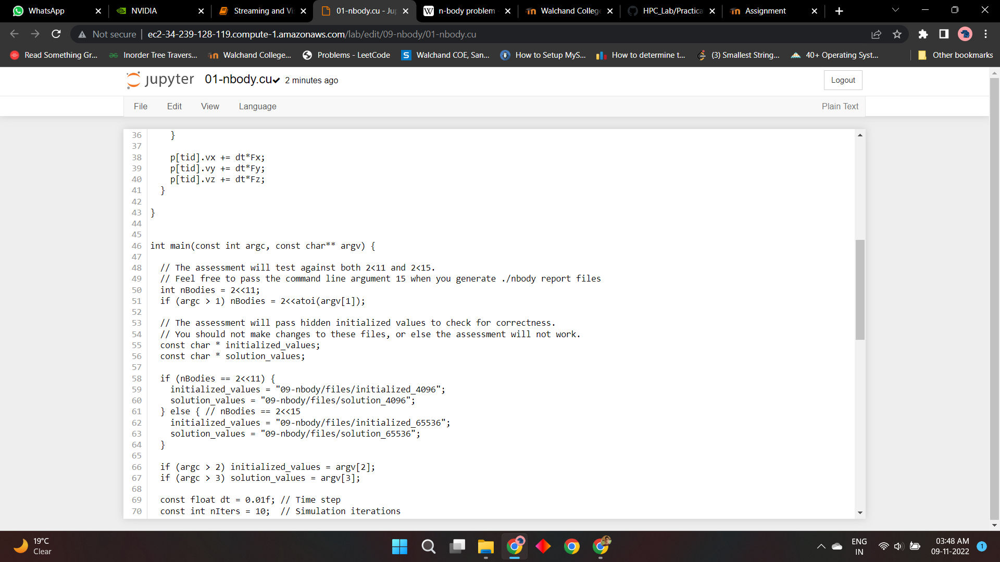 WhatsApp
NVIDIA
Streaming and Vi
01-nbody.cu - Ju
n-body problem
Walchand College
HPC_Lab/Practica
Assignment
Not secure
ec2-34-239-128-119.compute-1.amazonaws.com/lab/edit/09-nbody/01-nbody.cu
Read Something Gr...
Inorder Tree Travers...
Walchand College...
Problems - LeetCode
Walchand COE, San...
How to Setup MyS...
How to determine t...
(3) Smallest String...
40+ Operating Syst...
Other bookmarks
jupyter
01-nbody.cu
2 minutes ago
Logout
File
Edit
View
Language
Plain Text
36 }
37
38 p[tid].vx += dt*Fx;
39 p[tid].vy += dt*Fy;
40 p[tid].vz += dt*Fz;
41 }
42
43 }
44
45
46 int main(const int argc, const char** argv) {
47
48 // The assessment will test against both 2<11 and 2<15.
49 // Feel free to pass the command line argument 15 when you generate ./nbody report files
50 int nBodies = 2<<11;
51 if (argc > 1) nBodies = 2<<atoi(argv[1]);
52
53 // The assessment will pass hidden initialized values to check for correctness.
54 // You should not make changes to these files, or else the assessment will not work.
55 const char * initialized_values;
56 const char * solution_values;
57
58 if (nBodies == 2<<11) {
59 initialized_values = "09-nbody/files/initialized_4096";
60 solution_values = "09-nbody/files/solution_4096";
61 } else { // nBodies == 2<<15
62 initialized_values = "09-nbody/files/initialized_65536";
63 solution_values = "09-nbody/files/solution_65536";
64 }
65
66 if (argc > 2) initialized_values = argv[2];
67 if (argc > 3) solution_values = argv[3];
68
69 const float dt = 0.01f; // Time step
70 const int nIters = 10; // Simulation iterations
19°C
Clear
ENG
IN
03:48 AM
09-11-2022
1